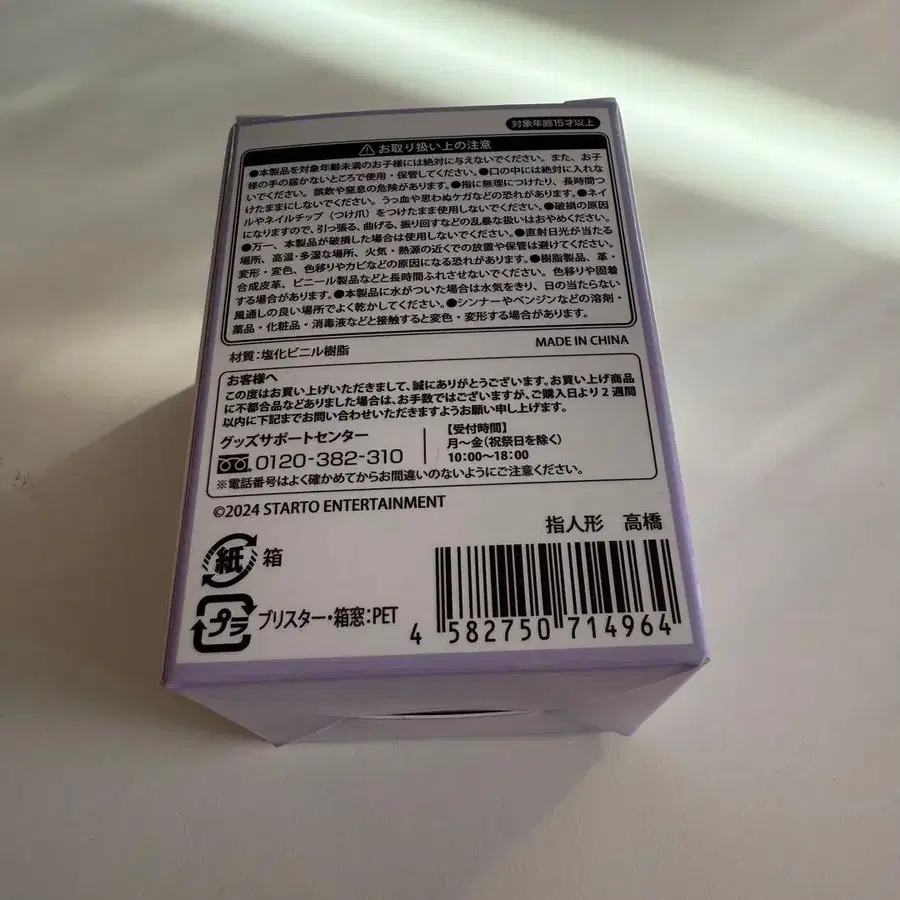 対象年齢15才以上
⚠お取り扱い上の注意
●本製品を対象年齢未満のお子様には絶対に与えないでください。また、お子
様の手の届かないところで使用・保管してください。●口の中には絶対に入れな
いでください。誤飲や窒息の危険があります。●指に無理につけたり、長時間つ
けたままにしないでください。うっ血や思わぬケガなどの恐れがあります。●ネイ
ルやネイルチップ（つけ爪）をつけたまま使用しないでください。●破損の原因
になりますので、引っ張る、曲げる、振り回すなどの乱暴な扱いはおやめください。
●万一、本製品が破損した場合は使用しないでください。●直射日光が当たる
場所、高温・多湿な場所、火気・熱源の近くでの放置や保管は避けてください。
変形・変色、色移りやカビなどの原因になる恐れがあります。●樹脂製品、革・
合成皮革、ビニール製品などと長時間ふれさせないでください。色移りや固着
する場合があります。●本製品に水がついた場合は水気をきり、日の当たらない
風通しの良い場所でよく乾かしてください。●シンナーやベンジンなどの溶剤・
薬品・化粧品・消毒液などと接触すると変色・変形する場合があります。
材質：塩化ビニル樹脂
MADE IN CHINA
お客様へ
この度はお買い上げいただきまして、誠にありがとうございます。お買い上げ商品
に不都合品などありました場合は、お手数ではございますが、ご購入日より2週間
以内に下記までお問い合わせいただきますようお願い申し上げます。
グッズサポートセンター
0120-382-310
【受付時間】
月〜金（祝祭日を除く）
10：00〜18：00
※電話番号はよく確かめてからお間違いのないようにご注意ください。
©2024 STARTO ENTERTAINMENT
指人形　高橋
紙 箱
プラ ブリスター・箱窓：PET
4 582750 714964